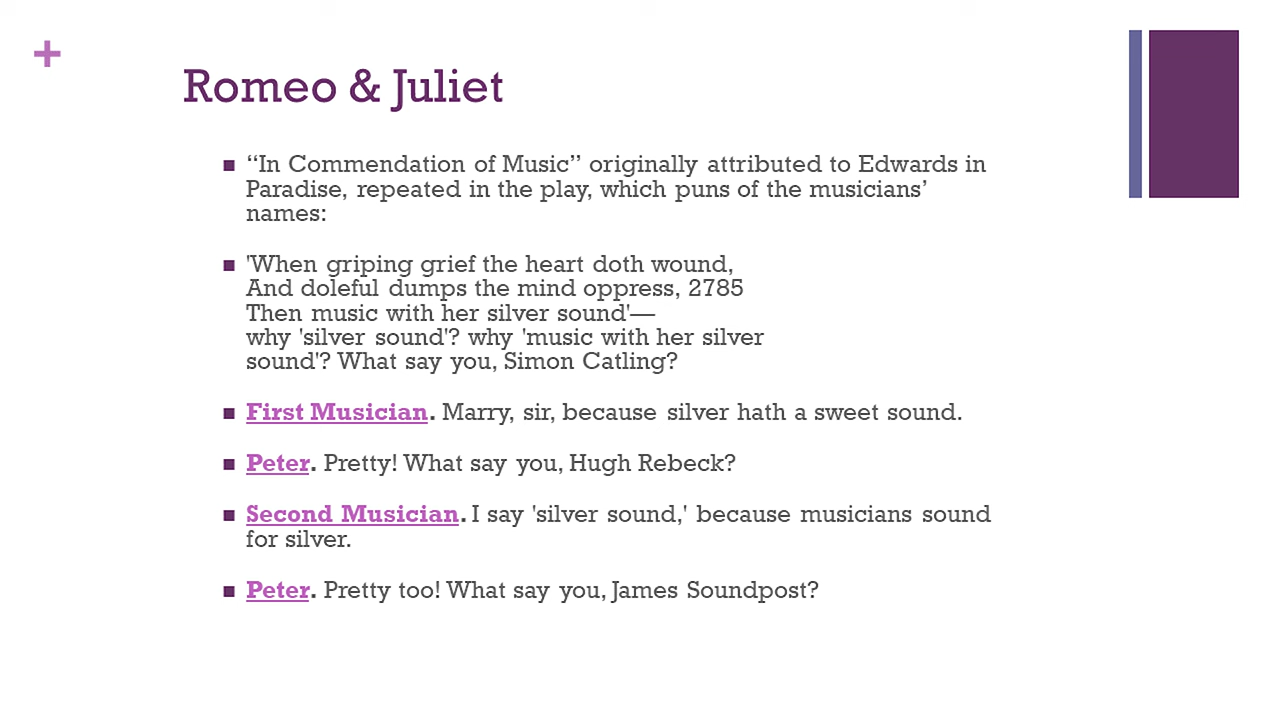 +
Romeo & Juliet
■ “In Commendation of Music” originally attributed to Edwards in
Paradise, repeated in the play, which puns of the musicians’
names:
■ 'When griping grief the heart doth wound,
And doleful dumps the mind oppress, 2785
Then music with her silver sound'—
why 'silver sound'? why 'music with her silver
sound'? What say you, Simon Catling?
■ First Musician. Marry, sir, because silver hath a sweet sound.
■ Peter. Pretty! What say you, Hugh Rebeck?
■ Second Musician. I say 'silver sound,' because musicians sound
for silver.
■ Peter. Pretty too! What say you, James Soundpost?